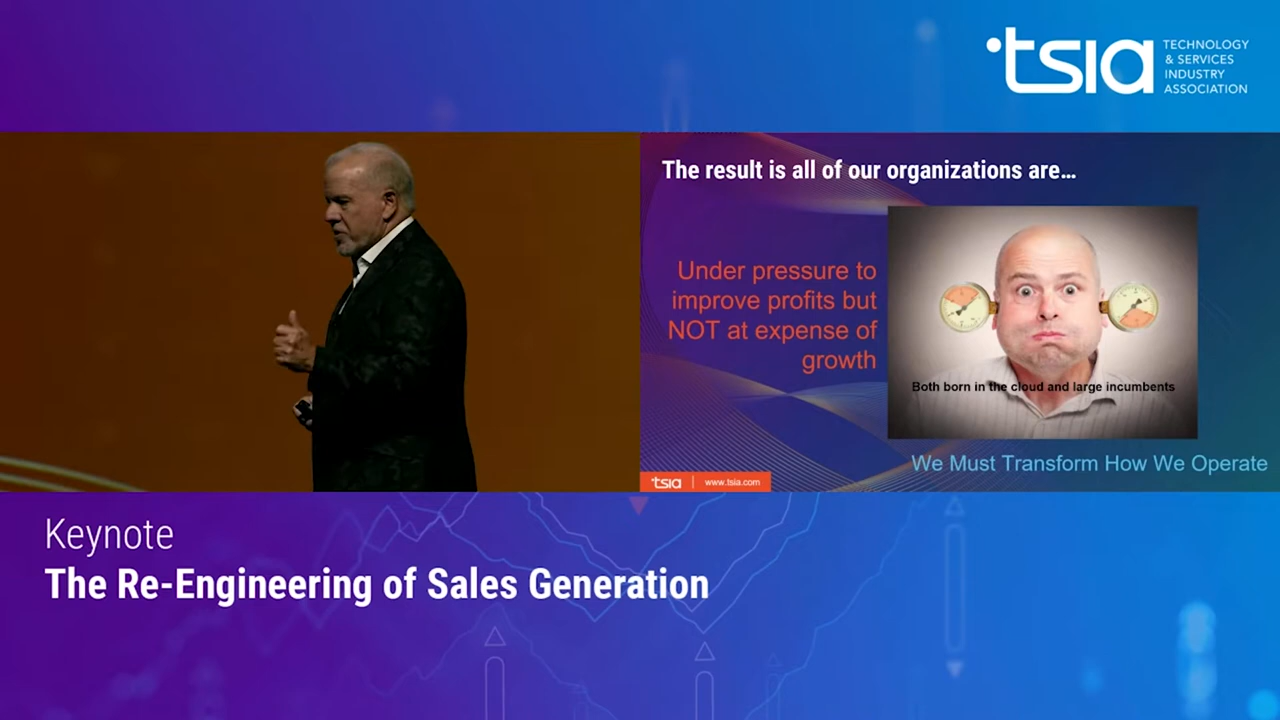 tsia
TECHNOLOGY
& SERVICES
INDUSTRY
ASSOCIATION
The result is all of our organizations are...
Under pressure to
improve profits but
NOT at expense of
growth
Both born in the cloud and large incumbents
We Must Transform How We Operate
tsia | www.tsia.com
Keynote
The Re-Engineering of Sales Generation